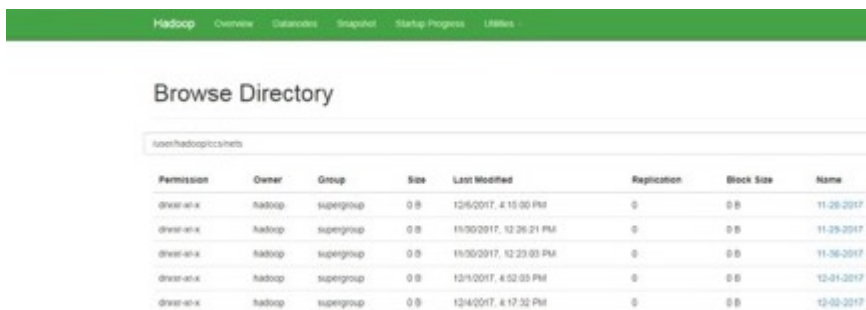 Hadoop Overview Datanodes Snapshot Startup Progress Utilities
Browse Directory
/user/hadoop/ccs/nets
Permission Owner Group Size Last Modified Replication Block Size Name
drwxr-xr-x hadoop supergroup 0 B 12/6/2017, 4:15:00 PM 0 0 B 11-28-2017
drwxr-xr-x hadoop supergroup 0 B 11/30/2017, 12:26:21 PM 0 0 B 11-29-2017
drwxr-xr-x hadoop supergroup 0 B 11/30/2017, 12:23:03 PM 0 0 B 11-30-2017
drwxr-xr-x hadoop supergroup 0 B 12/1/2017, 4:52:03 PM 0 0 B 12-01-2017
drwxr-xr-x hadoop supergroup 0 B 12/4/2017, 4:17:32 PM 0 0 B 12-02-2017